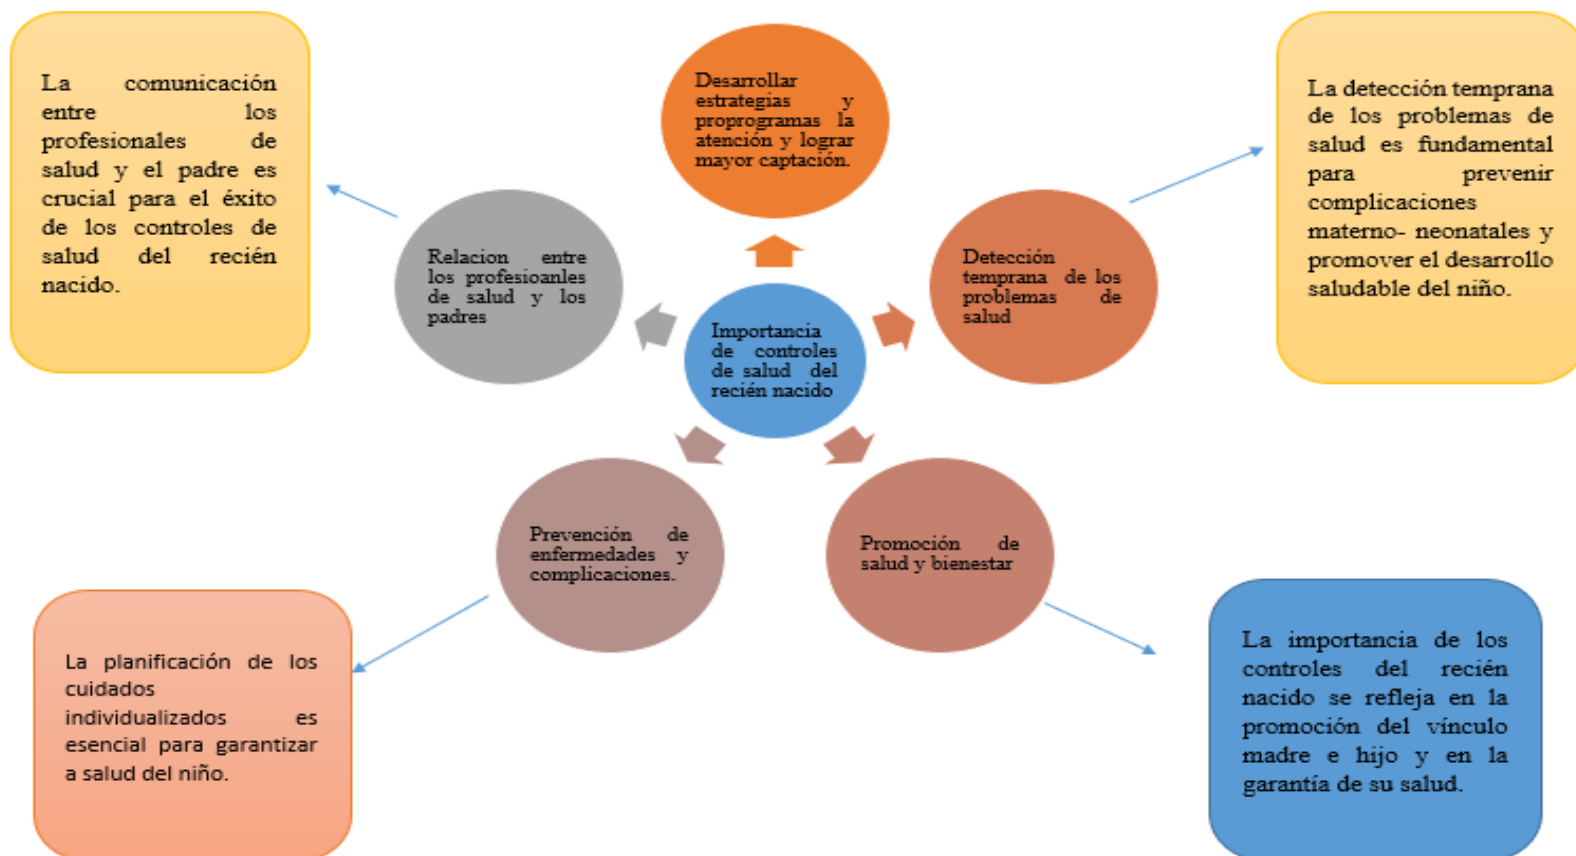 La comunicación
entre los
profesionales de
salud y el padre es
crucial para el éxito
de los controles de
salud del recién
nacido.
Desarrollar
estrategias y
proprogramas la
atención y lograr
mayor captación.
La detección temprana
de los problemas de
salud es fundamental
para prevenir
complicaciones
materno- neonatales y
promover el desarrollo
saludable del niño.
Relacion entre
los profesioanles
de salud y los
padres
Detección
temprana de los
problemas de
salud
Importancia
de controles
de salud del
recién nacido
Prevención de
enfermedades y
complicaciones.
Promoción de
salud y bienestar
La planificación de los
cuidados
individualizados es
esencial para garantizar
a salud del niño.
La importancia de los
controles del recién
nacido se refleja en la
promoción del vínculo
madre e hijo y en la
garantía de su salud.